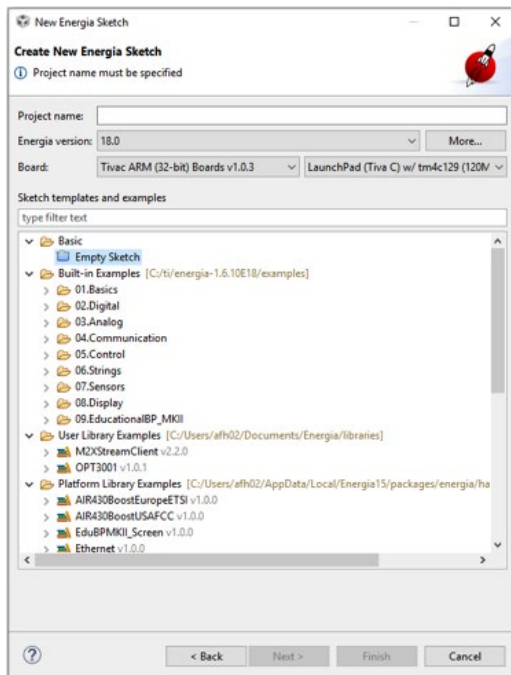 New Energia Sketch
Create New Energia Sketch
Project name must be specified
Project name:
Energia version: 18.0 More...
Board: Tivac ARM (32-bit) Boards v1.0.3 LaunchPad (Tiva C) w/ tm4c129 (120M
Sketch templates and examples
type filter text
Basic
Empty Sketch
Built-in Examples [C:/ti/energia-1.6.10E18/examples]
01.Basics
02.Digital
03.Analog
04.Communication
05.Control
06.Strings
07.Sensors
08.Display
09.EducationalBP_MKII
User Library Examples [C:/Users/afh02/Documents/Energia/libraries]
M2XStreamClient v2.2.0
OPT3001 v1.0.1
Platform Library Examples [C:/Users/afh02/AppData/Local/Energia15/packages/energia/ha
AIR430BoostEuropeETSI v1.0.0
AIR430BoostUSAFCC v1.0.0
EduBPMKII_Screen v1.0.0
Ethernet v1.0.0
? < Back Next > Finish Cancel